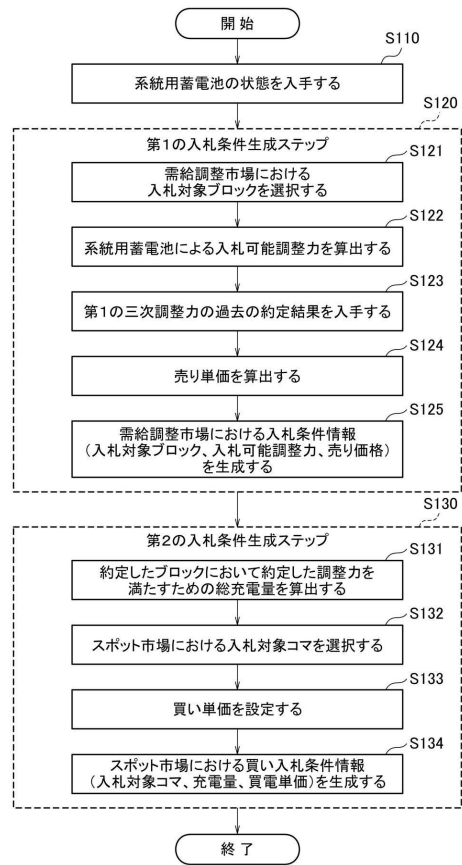 開始
S110
系統用蓄電池の状態を入手する
S120
第1の入札条件生成ステップ
S121
需給調整市場における
入札対象ブロックを選択する
S122
系統用蓄電池による入札可能調整力を算出する
S123
第1の三次調整力の過去の約定結果を入手する
S124
売り単価を算出する
S125
需給調整市場における入札条件情報
(入札対象ブロック、入札可能調整力、売り価格)
を生成する
S130
第2の入札条件生成ステップ
S131
約定したブロックにおいて約定した調整力を
満たすための総充電量を算出する
S132
スポット市場における入札対象コマを選択する
S133
買い単価を設定する
S134
スポット市場における買い入札条件情報
(入札対象コマ、充電量、買電単価)を生成する
終了